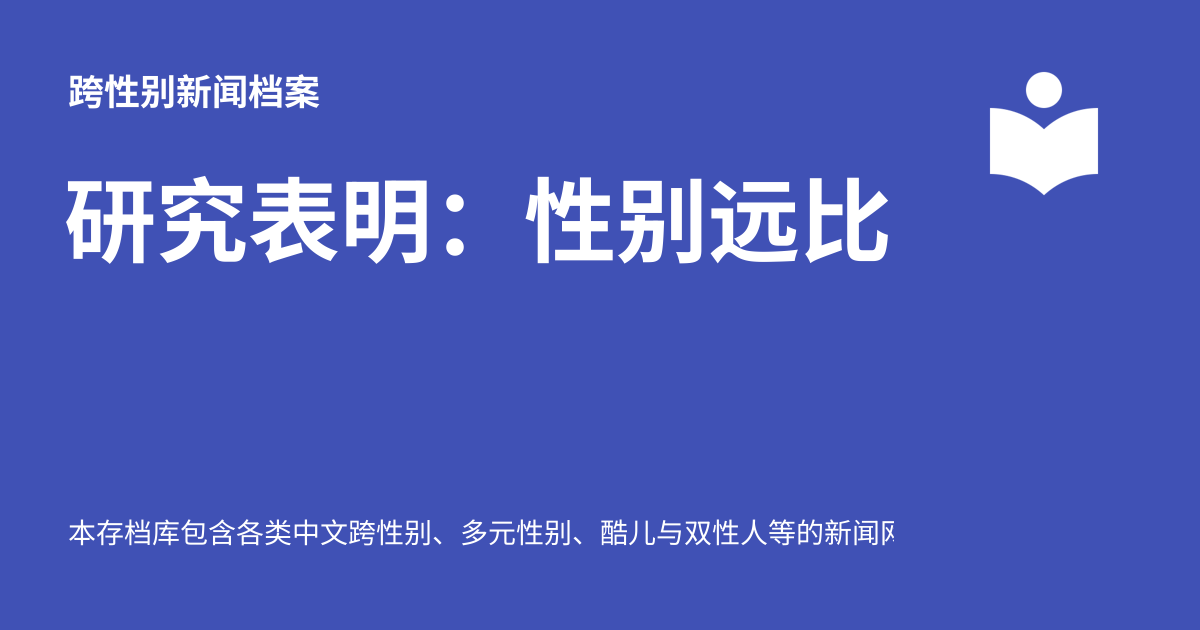 跨性别新闻档案
研究表明：性别远比
本存档库包含各类中文跨性别、多元性别、酷儿与双性人等的新闻网